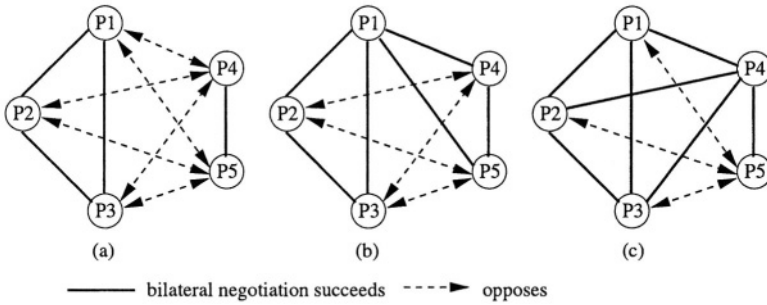 P1
P4
P2
P5
P3
(a)
P1
P4
P2
P5
P3
(b)
P1
P4
P2
P5
P3
(c)
bilateral negotiation succeeds
opposes